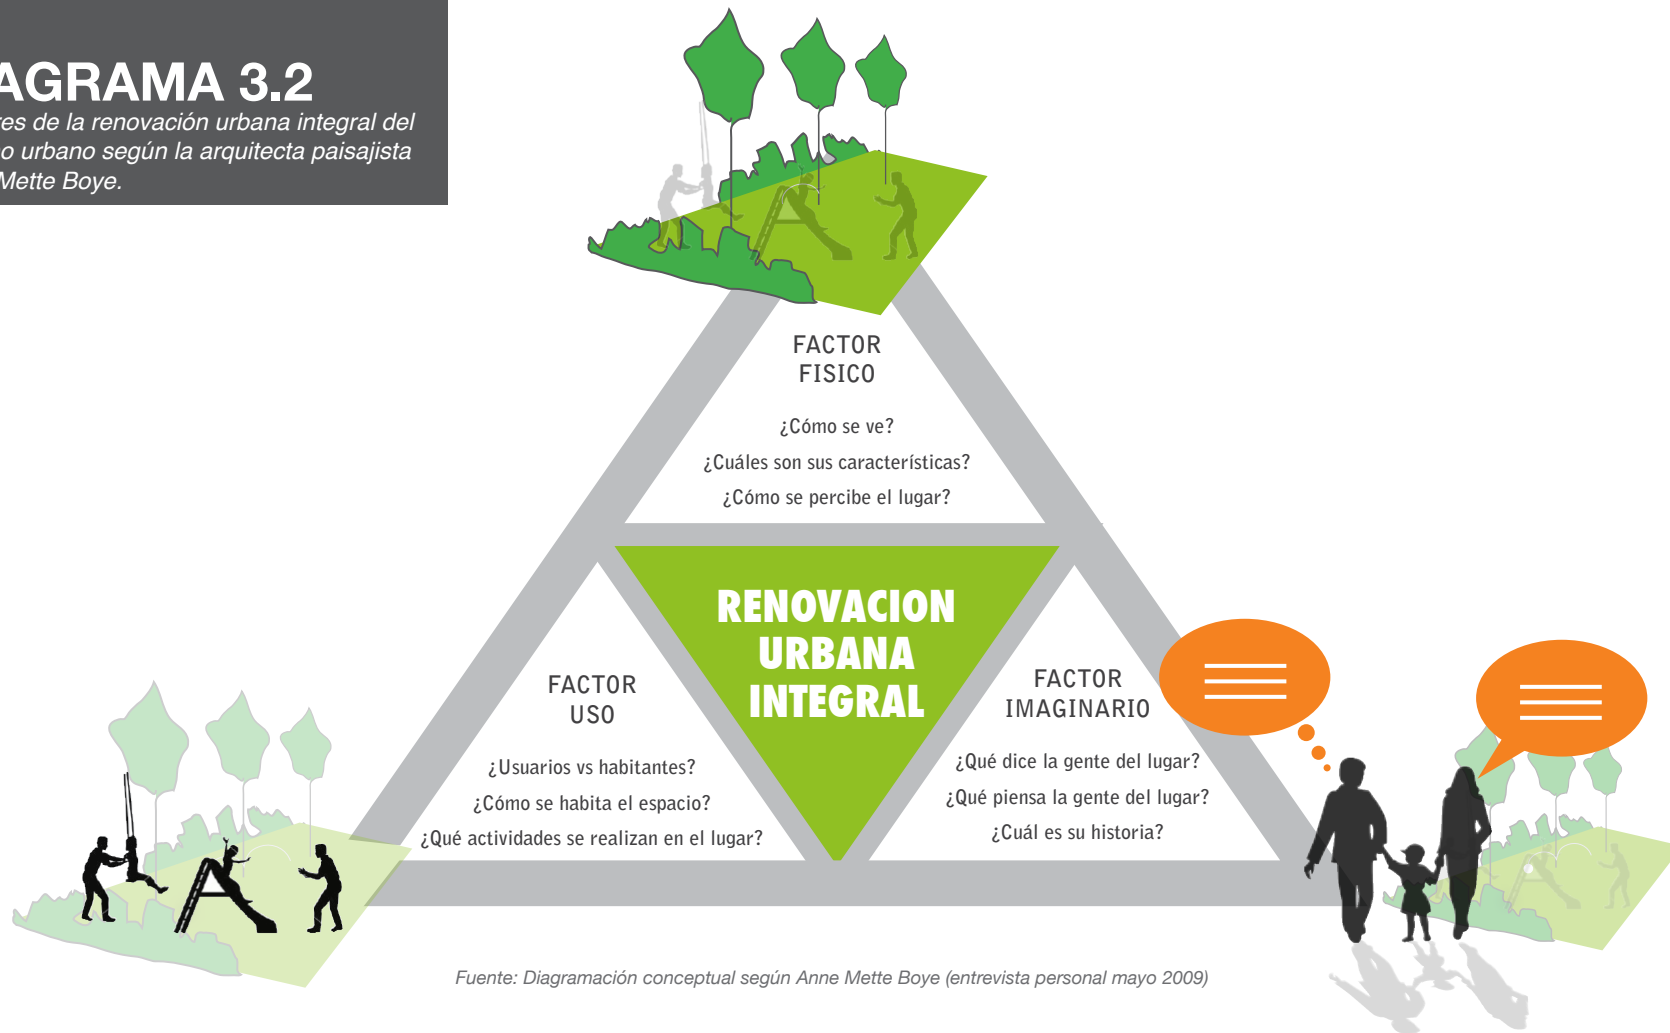 AGRAMA 3.2
res de la renovación urbana integral del
o urbano según la arquitecta paisajista
Mette Boye.
FACTOR
FISICO
¿Cómo se ve?
¿Cuáles son sus características?
¿Cómo se percibe el lugar?
RENOVACION
URBANA
INTEGRAL
FACTOR
USO
¿Usuarios vs habitantes?
¿Cómo se habita el espacio?
¿Qué actividades se realizan en el lugar?
FACTOR
IMAGINARIO
¿Qué dice la gente del lugar?
¿Qué piensa la gente del lugar?
¿Cuál es su historia?
Fuente: Diagramación conceptual según Anne Mette Boye (entrevista personal mayo 2009)